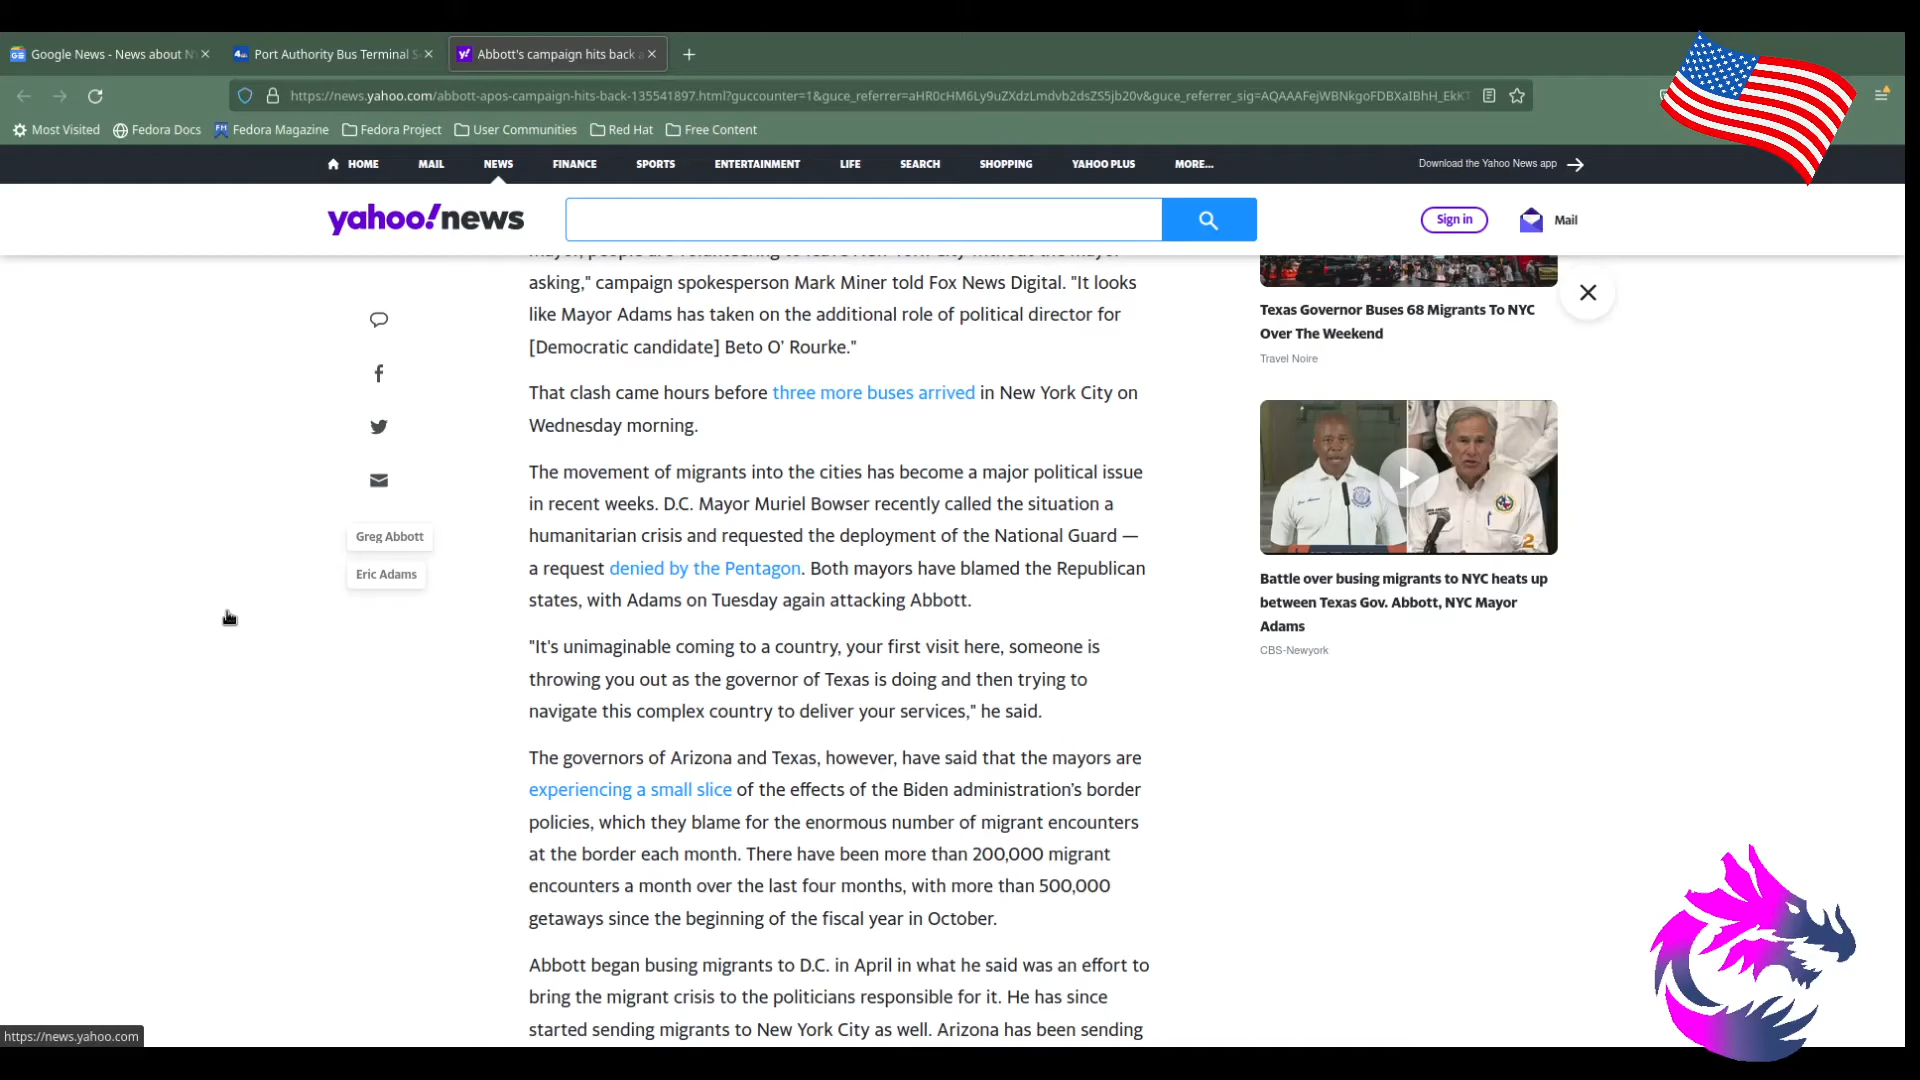 Google News - News about N
Port Authority Bus Terminal S
Abbott's campaign hits back a
https://news.yahoo.com/abbott-apos-campaign-hits-back-135541897.html?guccounter=1&guce_referrer=aHR0cHM6Ly9uZXdzLmdvb2dsZS5jb20v&guce_referrer_sig=AQAAAFejWBNkgoFDBXaIBhH_EkKT
Most Visited
Fedora Docs
Fedora Magazine
Fedora Project
User Communities
Red Hat
Free Content
HOME
MAIL
NEWS
FINANCE
SPORTS
ENTERTAINMENT
LIFE
SEARCH
SHOPPING
YAHOO PLUS
MORE...
Download the Yahoo News app
yahoo!news
Sign in
Mail
mayor, people are volunteering to leave New York City without the mayor
asking," campaign spokesperson Mark Miner told Fox News Digital. "It looks
like Mayor Adams has taken on the additional role of political director for
[Democratic candidate] Beto O' Rourke."
That clash came hours before three more buses arrived in New York City on
Wednesday morning.
The movement of migrants into the cities has become a major political issue
in recent weeks. D.C. Mayor Muriel Bowser recently called the situation a
humanitarian crisis and requested the deployment of the National Guard —
a request denied by the Pentagon. Both mayors have blamed the Republican
states, with Adams on Tuesday again attacking Abbott.
"It's unimaginable coming to a country, your first visit here, someone is
throwing you out as the governor of Texas is doing and then trying to
navigate this complex country to deliver your services," he said.
The governors of Arizona and Texas, however, have said that the mayors are
experiencing a small slice of the effects of the Biden administration's border
policies, which they blame for the enormous number of migrant encounters
at the border each month. There have been more than 200,000 migrant
encounters a month over the last four months, with more than 500,000
getaways since the beginning of the fiscal year in October.
Abbott began busing migrants to D.C. in April in what he said was an effort to
bring the migrant crisis to the politicians responsible for it. He has since
started sending migrants to New York City as well. Arizona has been sending
Greg Abbott
Eric Adams
Texas Governor Buses 68 Migrants To NYC
Over The Weekend
Travel Noire
2
Battle over busing migrants to NYC heats up
between Texas Gov. Abbott, NYC Mayor
Adams
CBS-Newyork
https://news.yahoo.com